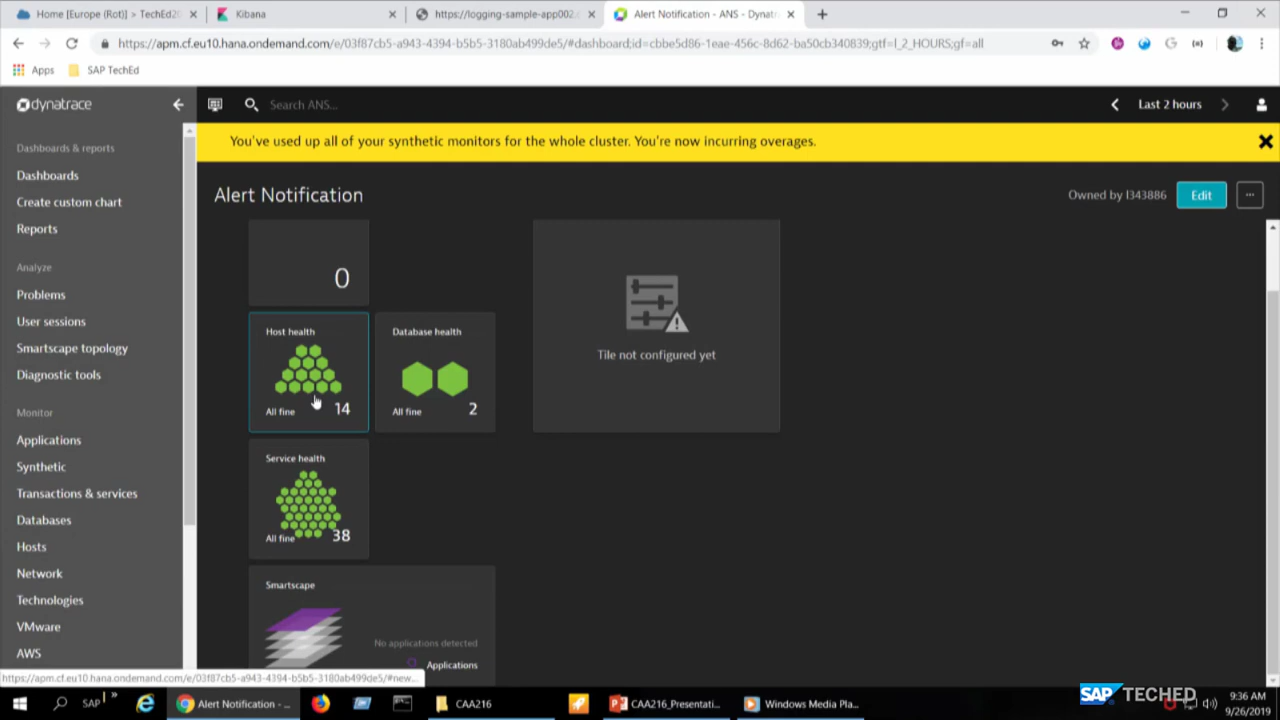 Home [Europe (Rot)] > TechEd2
Kibana
https://logging-sample-app002.
Alert Notification - ANS - Dynatr
https://apm.cf.eu10.hana.ondemand.com/e/03f87cb5-a943-4394-b5b5-3180ab499de5/#dashboard;id=cbbe5d86-1eae-456c-8d62-ba50cb340839;gtf=l_2_HOURS;gf=all
Apps
SAP TechEd
dynatrace
Search ANS...
Last 2 hours
You've used up all of your synthetic monitors for the whole cluster. You're now incurring overages.
Dashboards & reports
Dashboards
Create custom chart
Reports
Analyze
Problems
User sessions
Smartscape topology
Diagnostic tools
Monitor
Applications
Synthetic
Transactions & services
Databases
Hosts
Network
Technologies
VMware
AWS
Alert Notification
Owned by I343886
Edit
...
0
Host health
All fine
14
Database health
All fine
2
Tile not configured yet
Service health
All fine
38
Smartscape
No applications detected
0
Applications
https://apm.cf.eu10.hana.ondemand.com/e/03f87cb5-a943-4394-b5b5-3180ab499de5/#new...
SAP
Alert Notification - ...
CAA216
CAA216_Presentati...
Windows Media Pla...
9:36 AM
9/26/2019
SAP TECHED